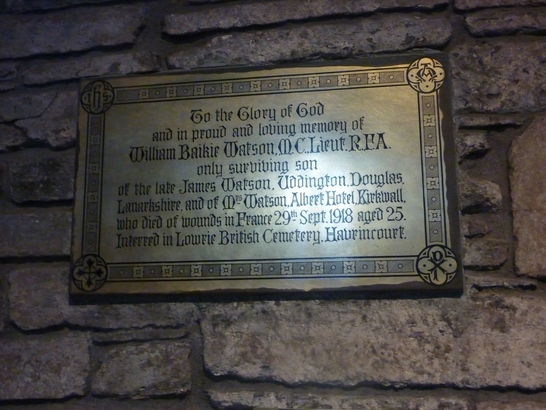 To the Glory of God
and in proud and loving memory of
William Baikie Watson, M.C. Lieut. R.F.A.
only surviving son
of the late James Watson, Uddington, Douglas,
Lanarkshire, and of Mrs Watson, Albert Hotel, Kirkwall,
who died of wounds in France 29th Sept. 1918 aged 25.
Interred in Lowrie British Cemetery, Havrincourt.